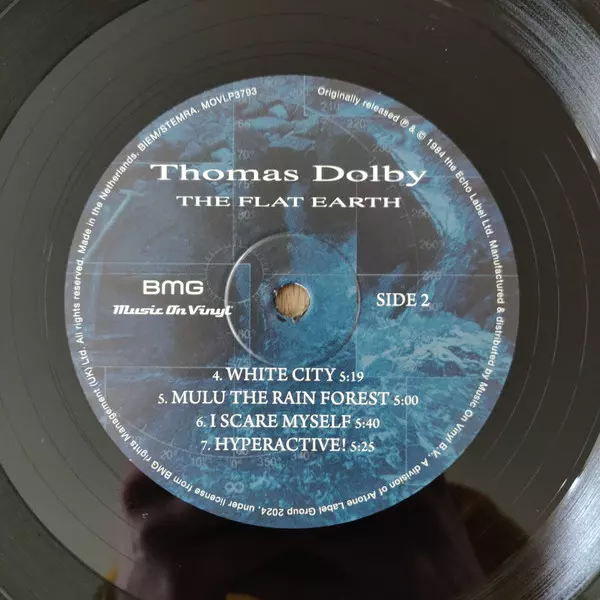 Thomas Dolby
THE FLAT EARTH
BMG
Music On Vinyl
SIDE 2
4. WHITE CITY 5:19
5. MULU THE RAIN FOREST 5:00
6. I SCARE MYSELF 5:40
7. HYPERACTIVE! 5:25
Originally released ℗ & © 1984 the Echo Label Ltd. Manufactured & distributed by Music On Vinyl B.V., A division of Artone Label Group 2024, under license from BMG rights Management (UK) Ltd. All rights reserved. Made in the Netherlands. BIEM/STEMRA. MOVLP3793